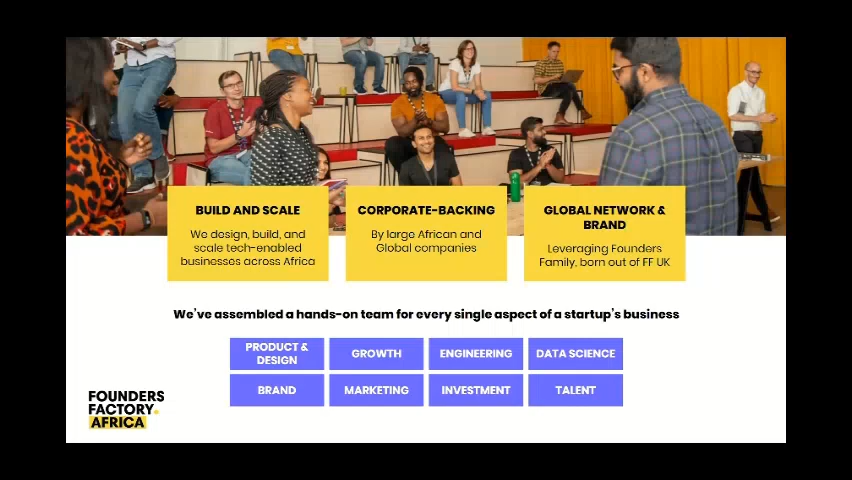 BUILD AND SCALE
We design, build, and
scale tech-enabled
businesses across Africa
CORPORATE-BACKING
By large African and
Global companies
GLOBAL NETWORK &
BRAND
Leveraging Founders
Family, born out of FF UK
We've assembled a hands-on team for every single aspect of a startup's business
PRODUCT &
DESIGN
GROWTH
ENGINEERING
DATA SCIENCE
BRAND
MARKETING
INVESTMENT
TALENT
FOUNDERS
FACTORY.
AFRICA